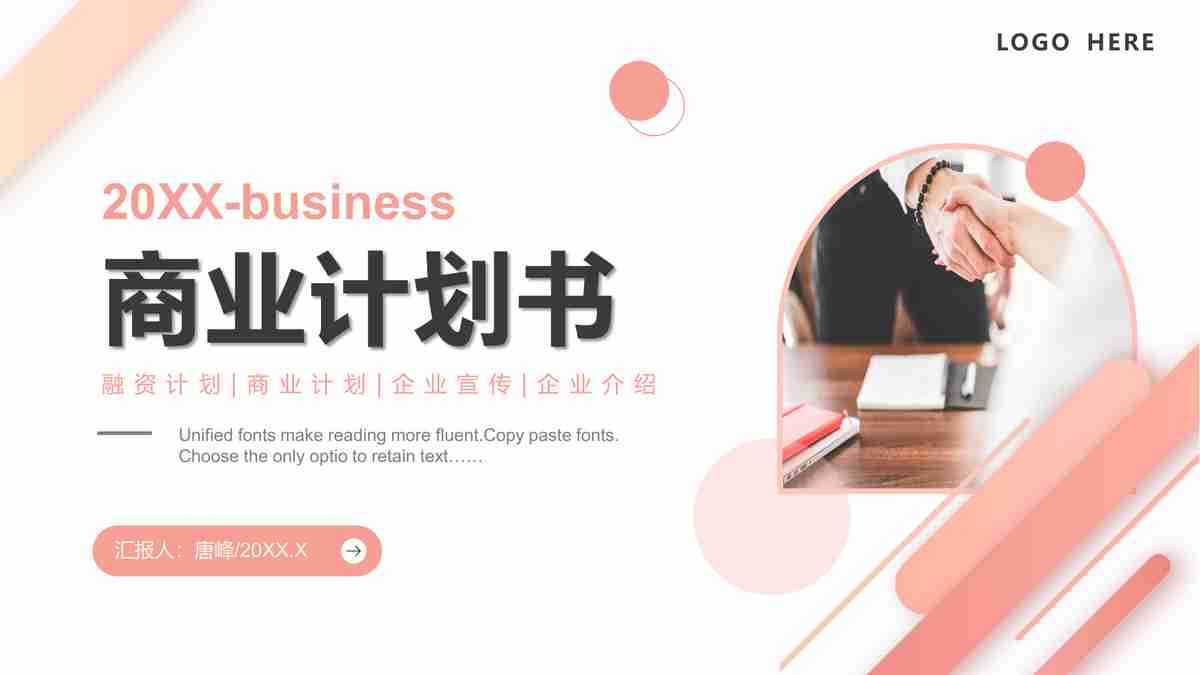 LOGO HERE
20XX-business
商业计划书
融资计划|商业计划|企业宣传|企业介绍
Unified fonts make reading more fluent.Copy paste fonts.
Choose the only optio to retain text……
汇报人：唐峰/20XX.X